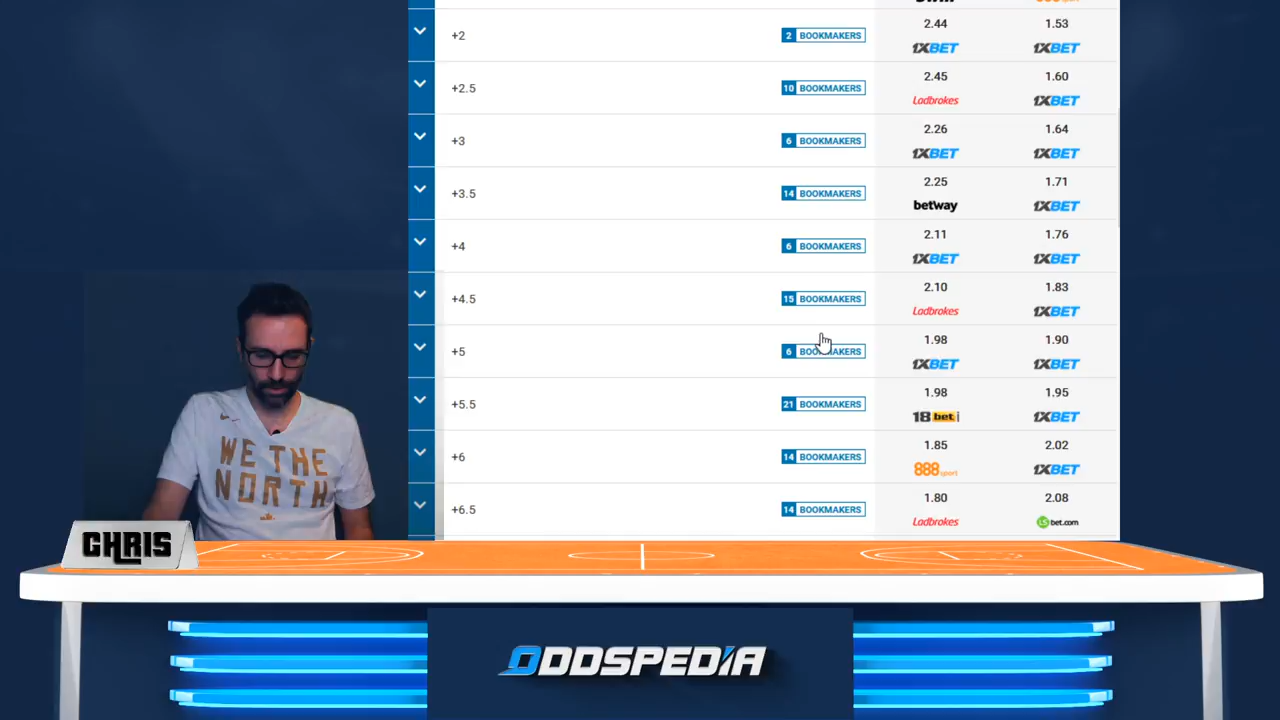 +2 2 BOOKMAKERS 2.44 1.53
1XBET 1XBET
+2.5 10 BOOKMAKERS 2.45 1.60
Ladbrokes 1XBET
+3 6 BOOKMAKERS 2.26 1.64
1XBET 1XBET
+3.5 14 BOOKMAKERS 2.25 1.71
betway 1XBET
+4 6 BOOKMAKERS 2.11 1.76
1XBET 1XBET
+4.5 15 BOOKMAKERS 2.10 1.83
Ladbrokes 1XBET
+5 6 BOOKMAKERS 1.98 1.90
1XBET 1XBET
+5.5 21 BOOKMAKERS 1.98 1.95
18bet 1XBET
+6 14 BOOKMAKERS 1.85 2.02
888sport 1XBET
+6.5 14 BOOKMAKERS 1.80 2.08
Ladbrokes LSbet.com
WE THE
NORTH
CHRIS
ODDSPEDIA